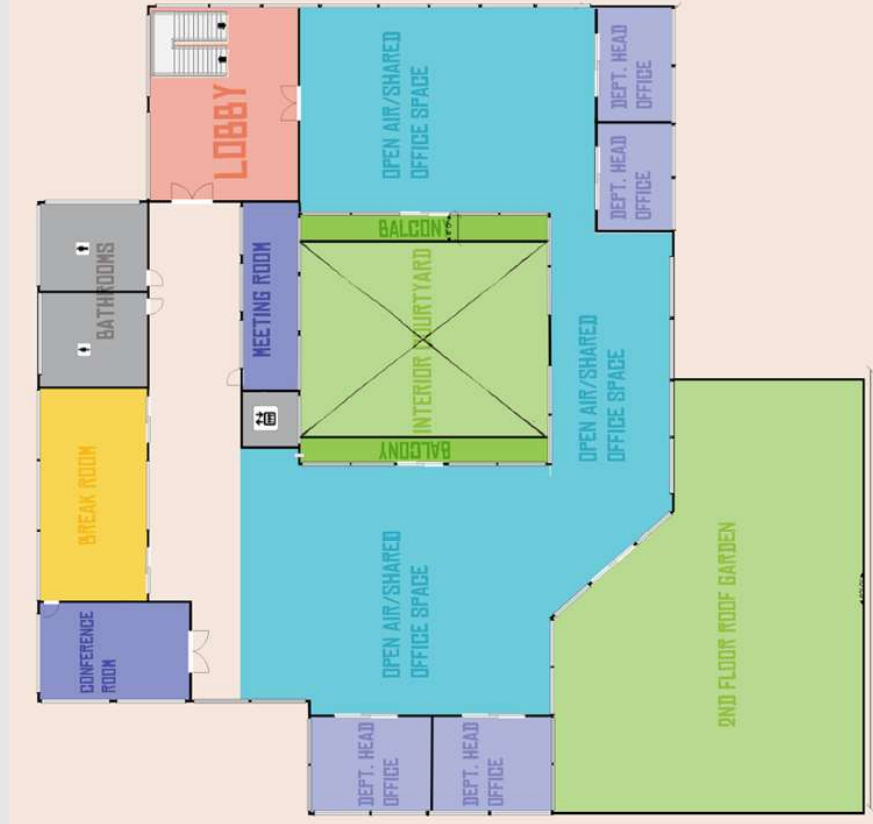 CONFERENCE
ROOM
BREAK ROOM
BATHROOMS
LOBBY
MEETING ROOM
DEPT. HEAD
OFFICE
OPEN AIR/SHARED
OFFICE SPACE
BALCONY
INTERIOR COURTYARD
BALCONY
OPEN AIR/SHARED
OFFICE SPACE
DEPT. HEAD
OFFICE
OPEN AIR/SHARED
OFFICE SPACE
DEPT. HEAD
OFFICE
DEPT. HEAD
OFFICE
2ND FLOOR ROOF GARDEN